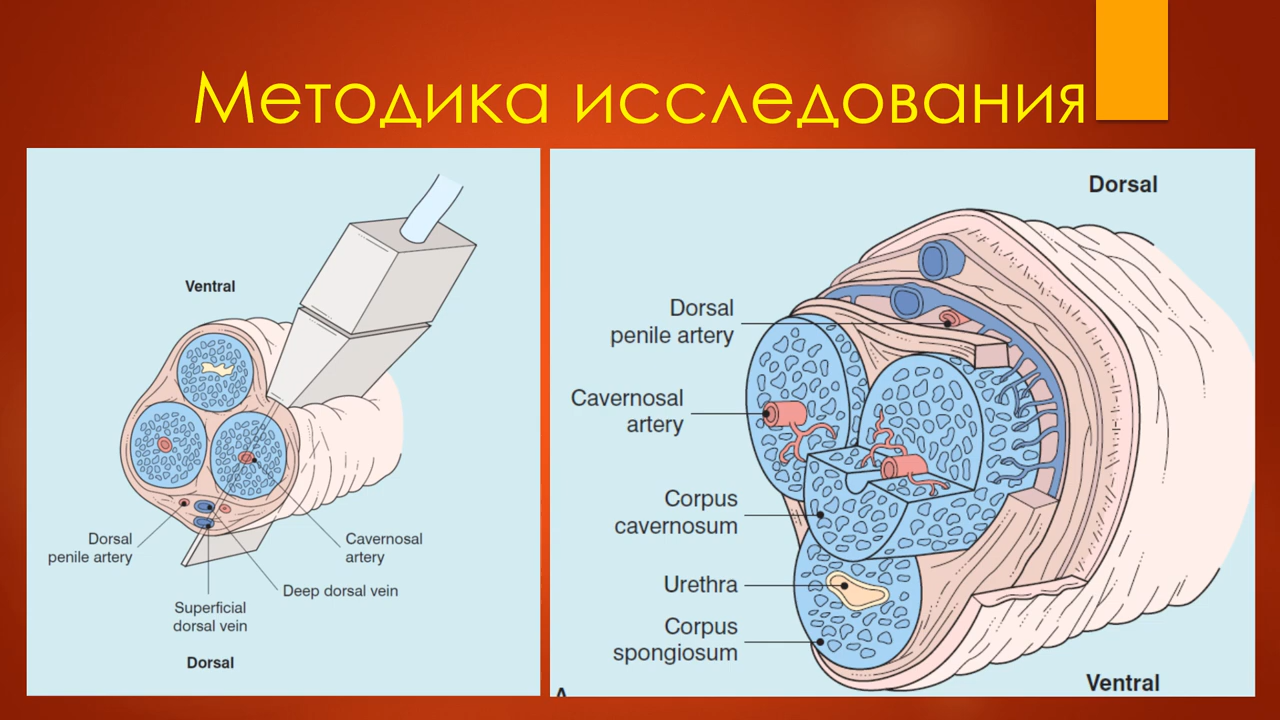 Методика исследования
Ventral
Dorsal
penile artery
Superficial
dorsal vein
Deep dorsal vein
Cavernosal
artery
Dorsal
Dorsal
Dorsal
penile artery
Cavernosal
artery
Corpus
cavernosum
Urethra
Corpus
spongiosum
Ventral
A